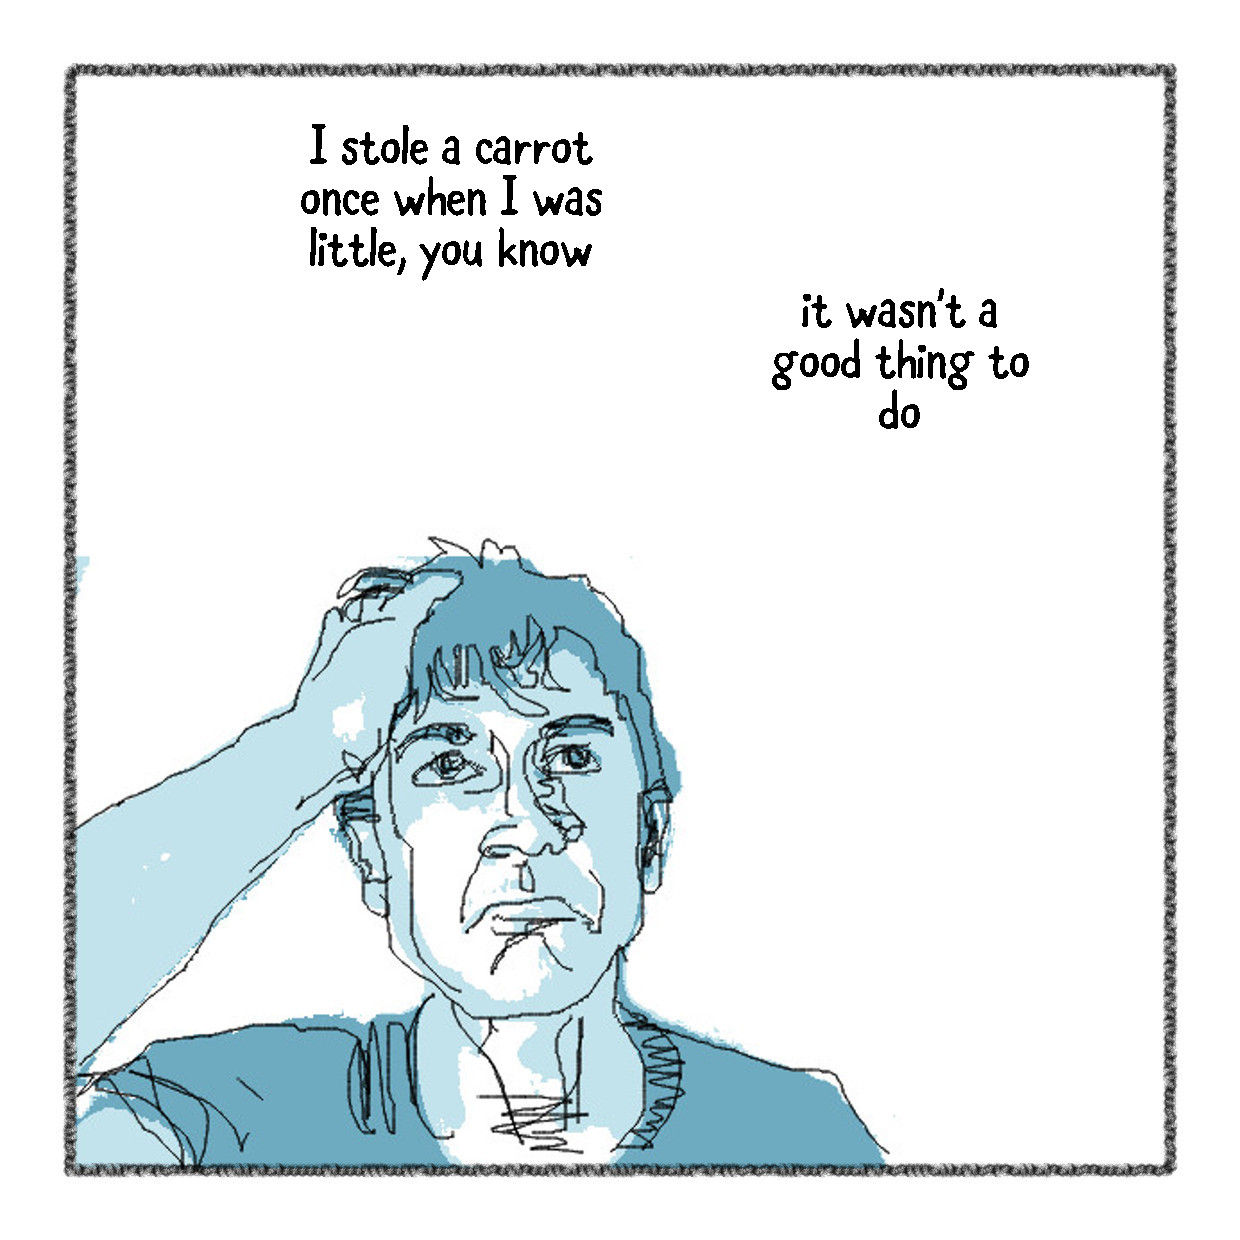 I stole a carrot
once when I was
little, you know
it wasn't a
good thing to
do